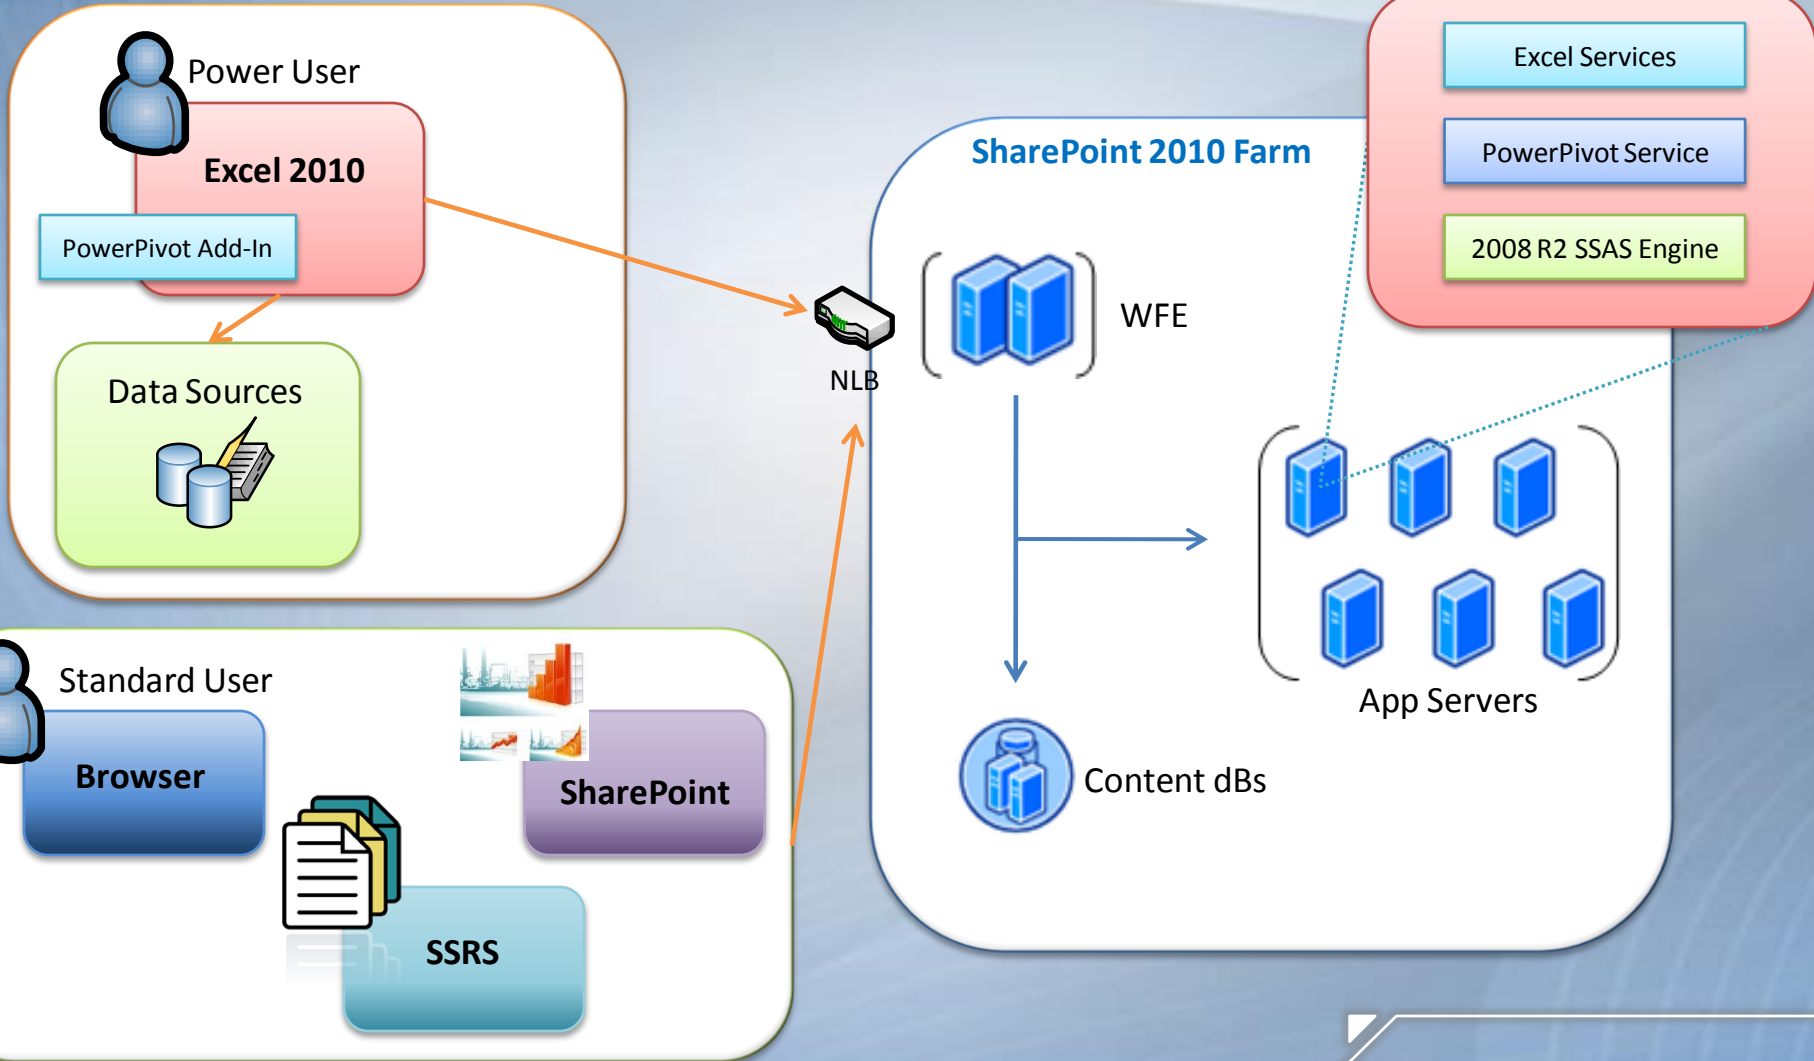 Power User
Excel 2010
PowerPivot Add-In
Data Sources
Standard User
Browser
SharePoint
SSRS
NLB
SharePoint 2010 Farm
WFE
App Servers
Content dBs
Excel Services
PowerPivot Service
2008 R2 SSAS Engine